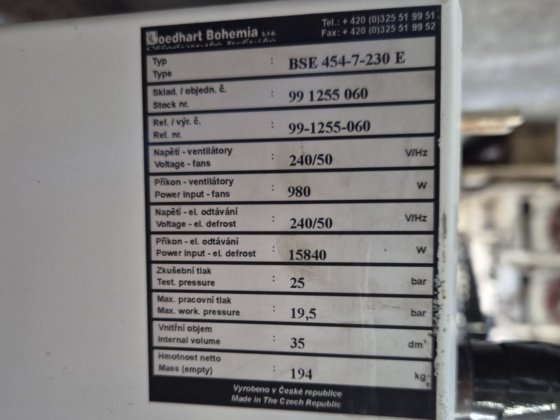 Goedhart Bohemia s.r.o.
Chladírenská technika
Tel.: + 420 (0)325 51 99 51
Fax: + 420 (0)325 51 99 52
Typ
Type : BSE 454-7-230 E
Sklad. / objedn. č.
Stock nr. : 99 1255 060
Ref. / výr. č.
Ref. nr. : 99-1255-060
Napětí - ventilátory
Voltage - fans : 240/50 V/Hz
Příkon - ventilátory
Power input - fans : 980 W
Napětí - el. odtávání
Voltage - el. defrost : 240/50 V/Hz
Příkon - el. odtávání
Power input - el. defrost : 15840 W
Zkušební tlak
Test. pressure : 25 bar
Max. pracovní tlak
Max. work. pressure : 19,5 bar
Vnitřní objem
Internal volume : 35 dm³
Hmotnost netto
Mass (empty) : 194 kg
Vyrobeno v České republice
Made in The Czech Republic